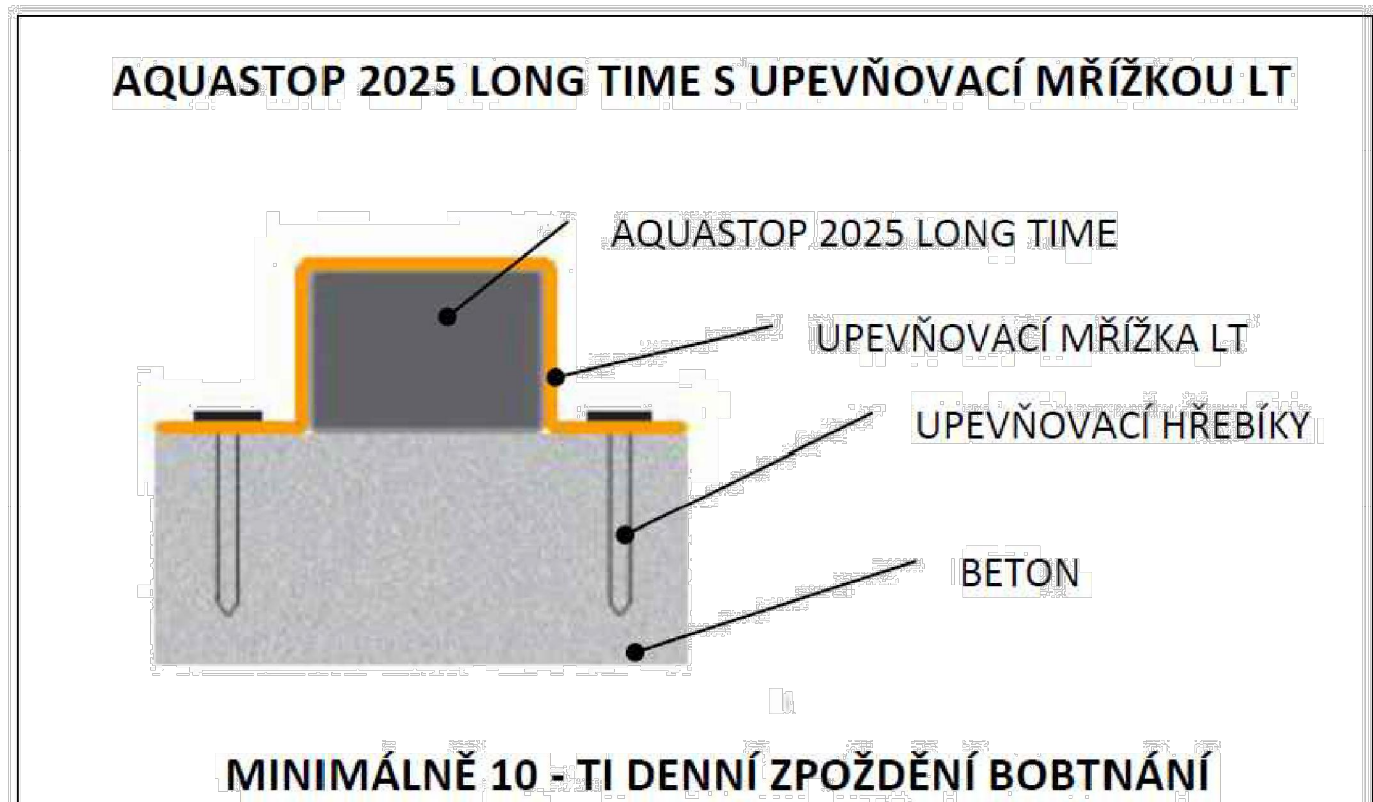 AQUASTOP 2025 LONG TIME S UPEVŇOVACÍ MŘÍŽKOU LT
AQUASTOP 2025 LONG TIME
UPEVŇOVACÍ MŘÍŽKA LT
UPEVŇOVACÍ HŘEBÍKY
BETON
MINIMÁLNĚ 10 - TI DENNÍ ZPOŽDĚNÍ BOBTNÁNÍ